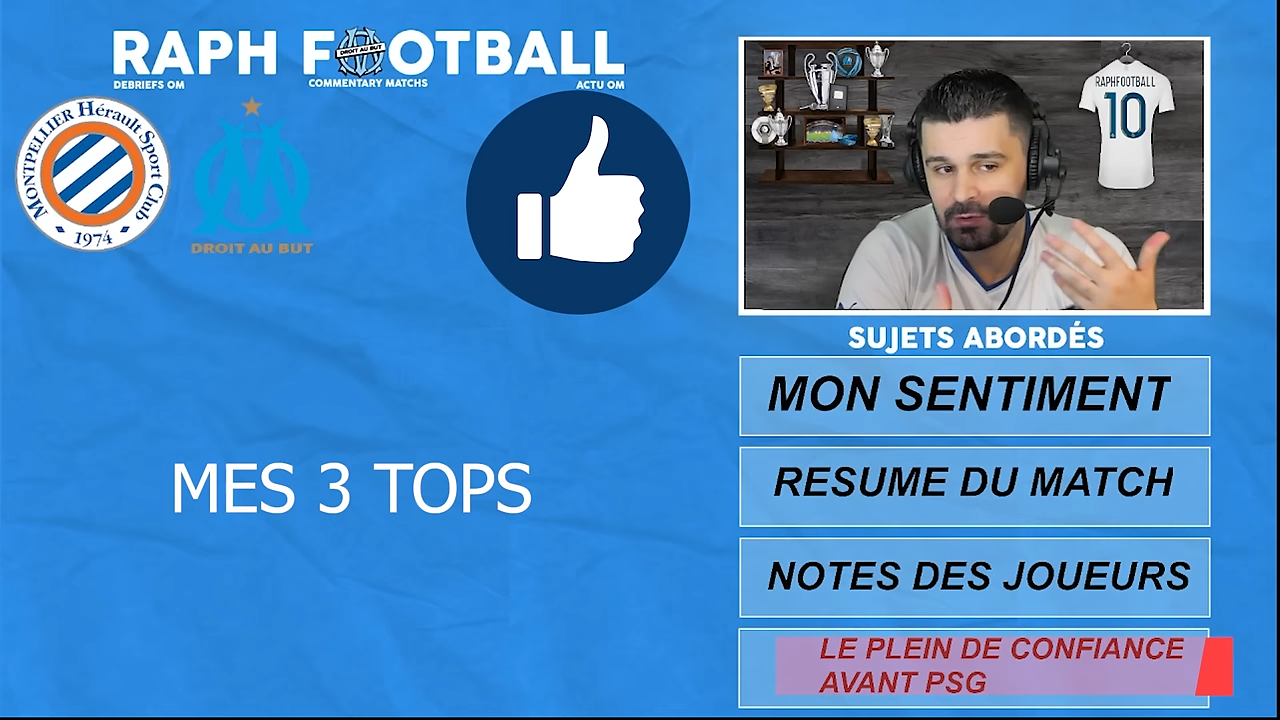 RAPH FOOTBALL
DROIT AU BUT
DEBRIEFS OM
COMMENTARY MATCHS
ACTU OM
MONTPELLIER Hérault Sport Club
1974
DROIT AU BUT
RAPHFOOTBALL
10
SUJETS ABORDÉS
MON SENTIMENT
RESUME DU MATCH
MES 3 TOPS
NOTES DES JOUEURS
LE PLEIN DE CONFIANCE
AVANT PSG